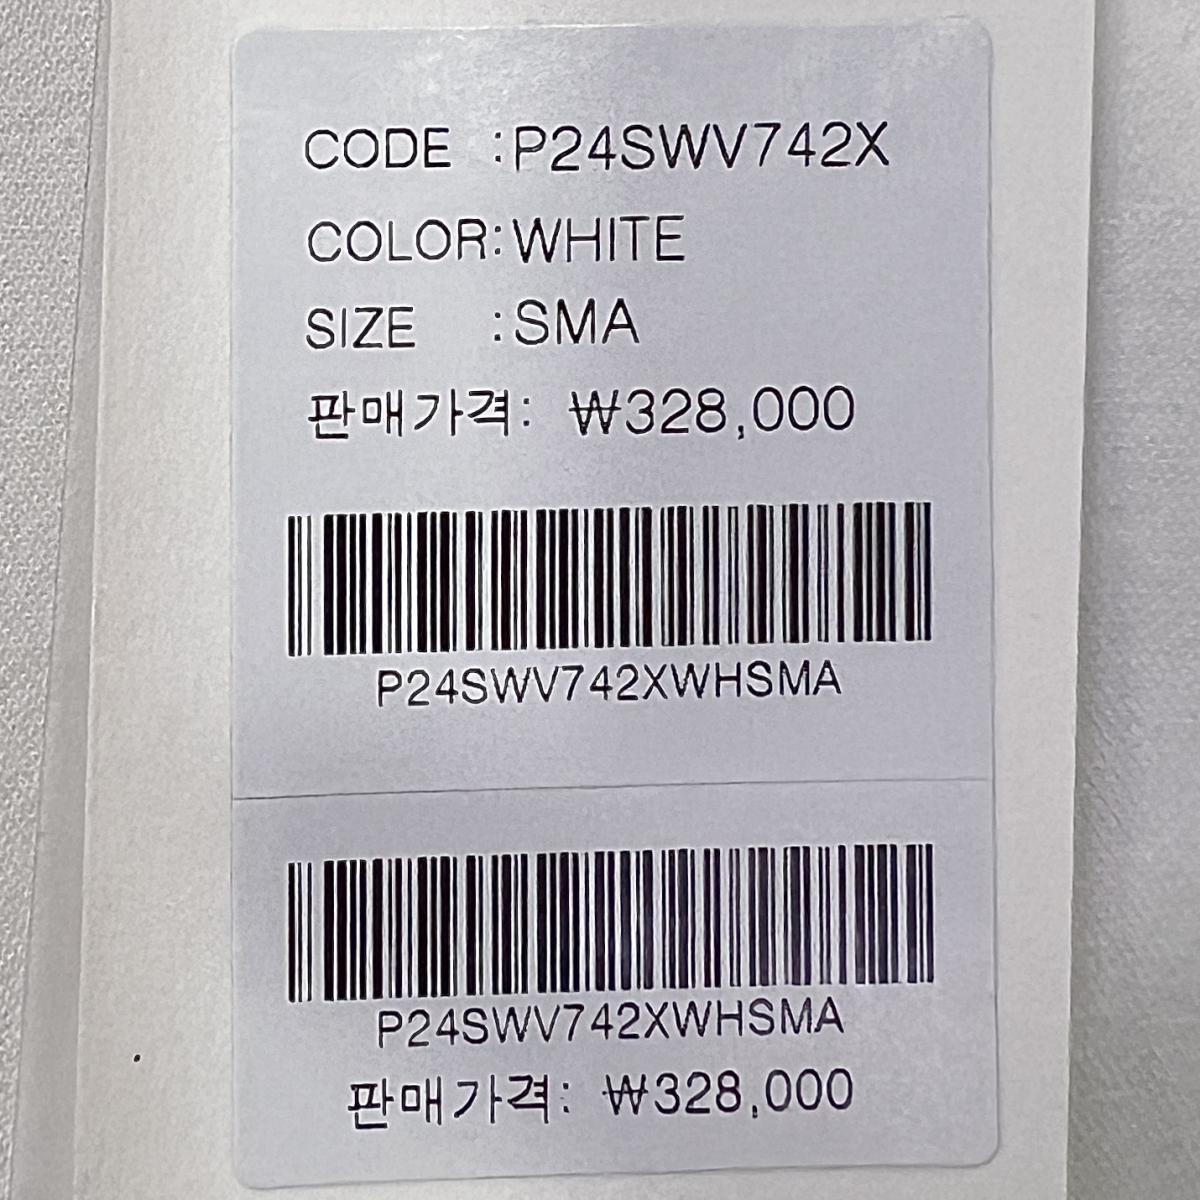 CODE :P24SWV742X
COLOR:WHITE
SIZE :SMA
판매가격: ₩328,000
P24SWV742XWHSMA
P24SWV742XWHSMA
판매가격: ₩328,000